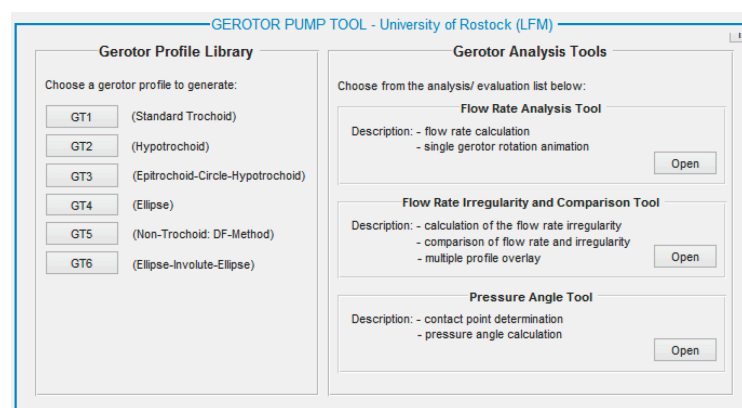 GEROTOR PUMP TOOL - University of Rostock (LFM)
Gerotor Profile Library
Choose a gerotor profile to generate:
GT1 (Standard Trochoid)
GT2 (Hypotrochoid)
GT3 (Epitrochoid-Circle-Hypotrochoid)
GT4 (Ellipse)
GT5 (Non-Trochoid: DF-Method)
GT6 (Ellipse-Involute-Ellipse)
Gerotor Analysis Tools
Choose from the analysis/ evaluation list below:
Flow Rate Analysis Tool
Description: - flow rate calculation
- single gerotor rotation animation
Open
Flow Rate Irregularity and Comparison Tool
Description: - calculation of the flow rate irregularity
- comparison of flow rate and irregularity
- multiple profile overlay
Open
Pressure Angle Tool
Description: - contact point determination
- pressure angle calculation
Open